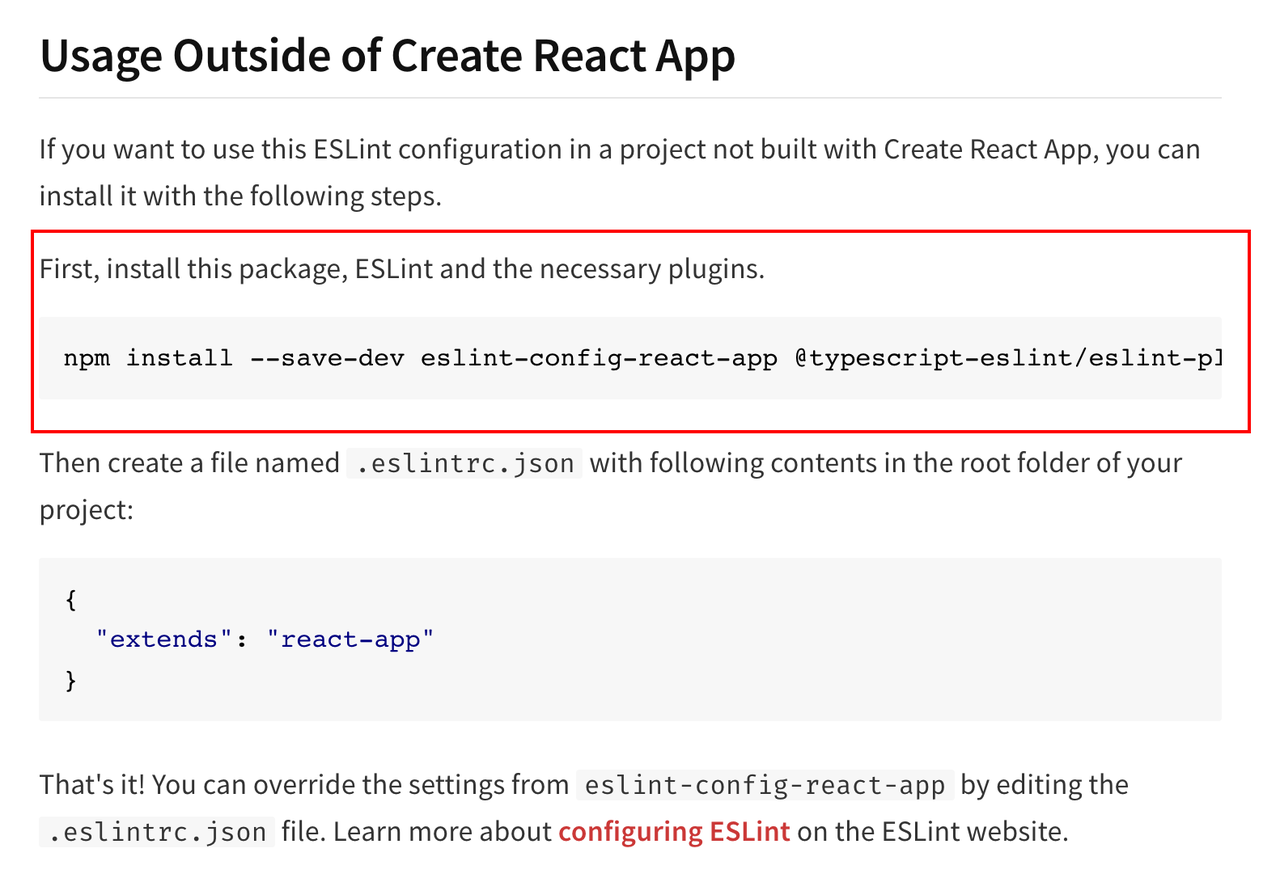 Usage Outside of Create React App
If you want to use this ESLint configuration in a project not built with Create React App, you can
install it with the following steps.
First, install this package, ESLint and the necessary plugins.
npm install --save-dev eslint-config-react-app @typescript-eslint/eslint-pl
Then create a file named .eslintrc.json with following contents in the root folder of your
project:
{
"extends": "react-app"
}
That's it! You can override the settings from eslint-config-react-app by editing the
.eslintrc.json file. Learn more about configuring ESLint on the ESLint website.